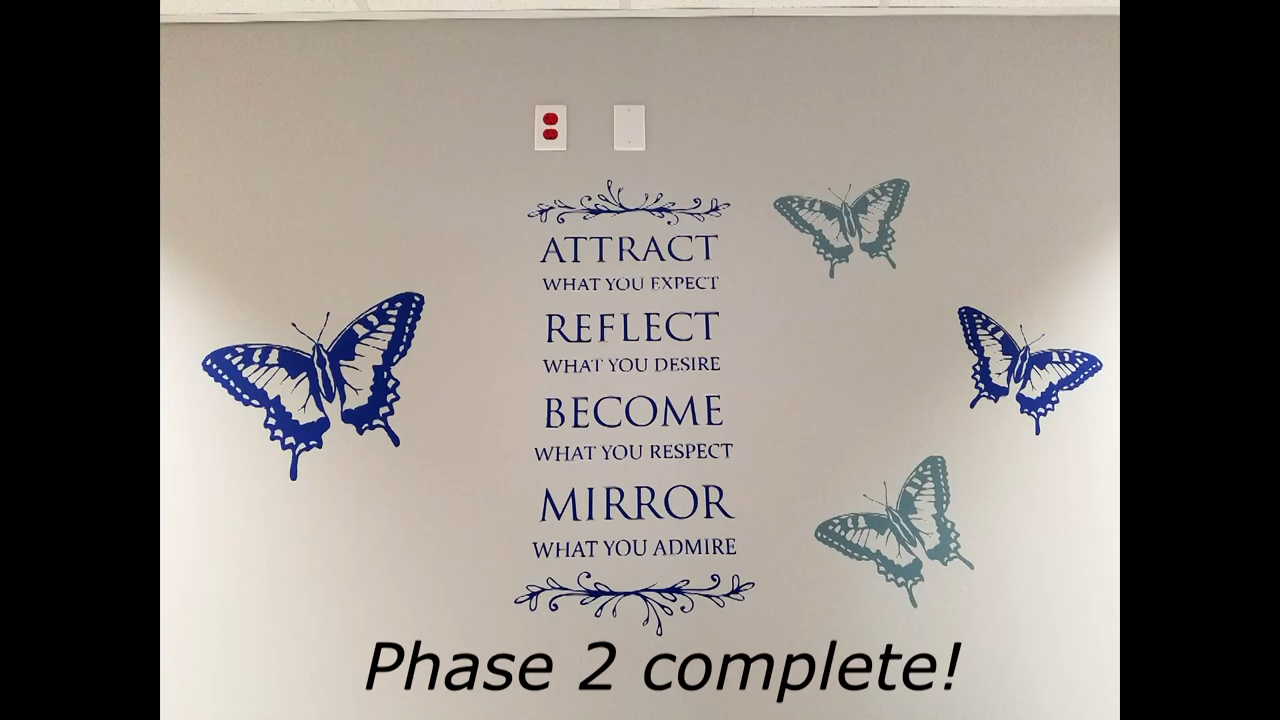 ATTRACT
WHAT YOU EXPECT
REFLECT
WHAT YOU DESIRE
BECOME
WHAT YOU RESPECT
MIRROR
WHAT YOU ADMIRE
Phase 2 complete!